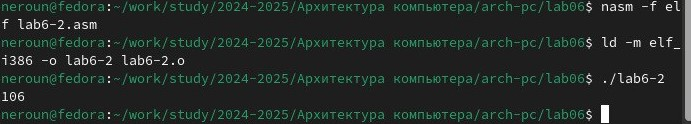 neroun@fedora:~/work/study/2024-2025/Архитектура компьютера/arch-pc/lab06$ nasm -f el
f lab6-2.asm
neroun@fedora:~/work/study/2024-2025/Архитектура компьютера/arch-pc/lab06$ ld -m elf_
i386 -o lab6-2 lab6-2.o
neroun@fedora:~/work/study/2024-2025/Архитектура компьютера/arch-pc/lab06$ ./lab6-2
106
neroun@fedora:~/work/study/2024-2025/Архитектура компьютера/arch-pc/lab06$